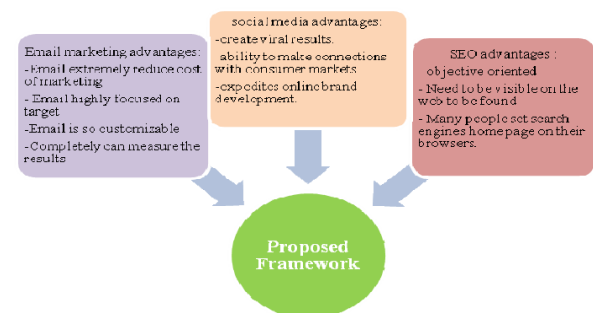 Email marketing advantages:
-Email extremely reduce cost
of marketing
- Email highly focused on
target
-Email is so customizable
-Completely can measure the
results
social media advantages:
-create viral results.
ability to make connections
with consumer markets
-expedites online brand
development.
SEO advantages :
objective oriented
- Need to be visible on the
web to be found
- Many people set search
engines home page on their
browsers.
Proposed
Framework